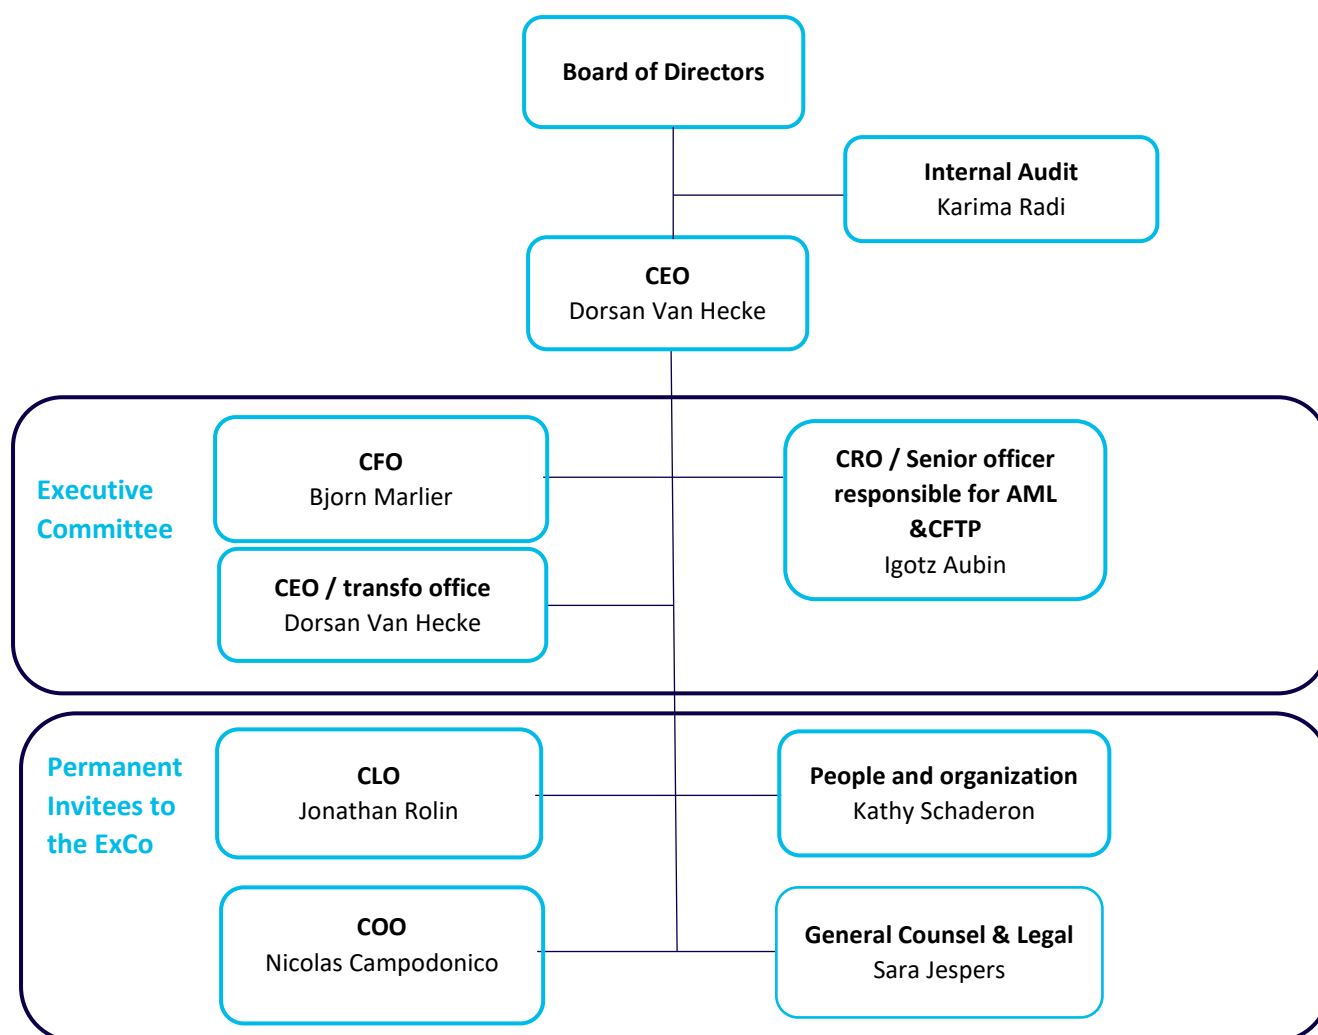 Board of Directors
Internal Audit
Karima Radi
CEO
Dorsan Van Hecke
Executive
Committee
CFO
Bjorn Marlier
CRO / Senior officer
responsible for AML
&CFTP
Igotz Aubin
CEO / transfo office
Dorsan Van Hecke
Permanent
Invitees to
the ExCo
CLO
Jonathan Rolin
People and organization
Kathy Schaderon
COO
Nicolas Campodonico
General Counsel & Legal
Sara Jespers